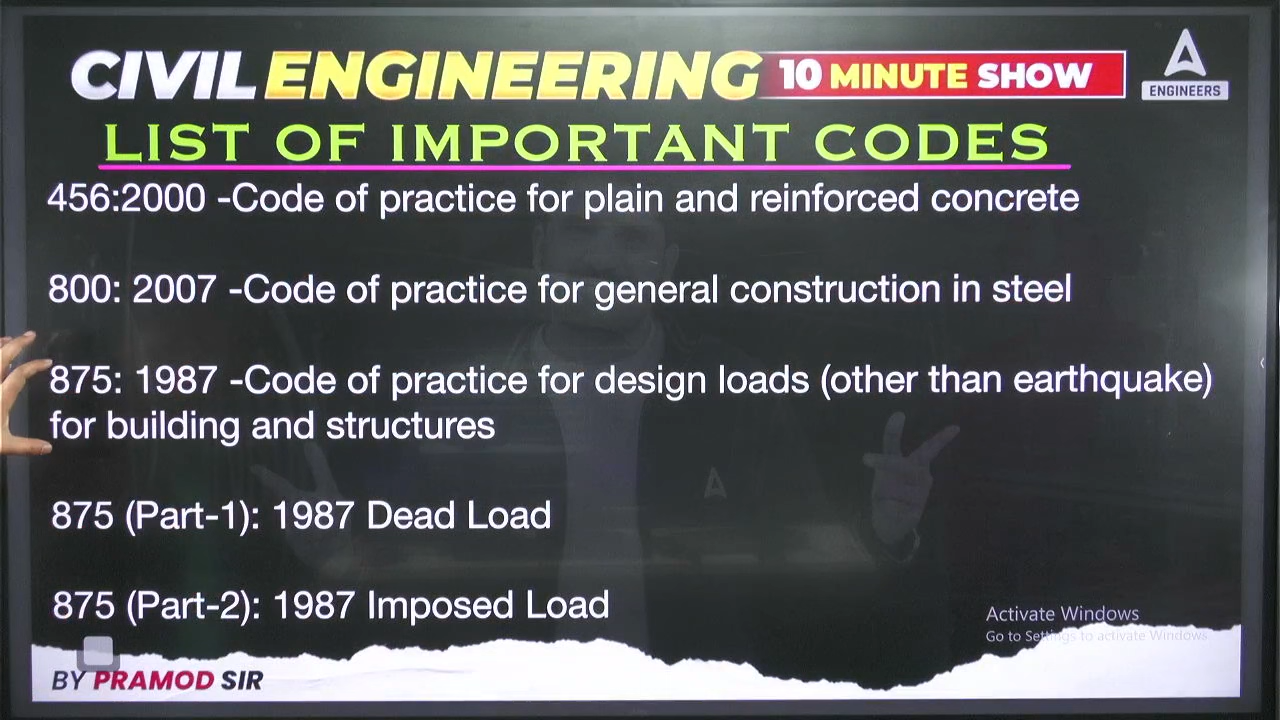 CIVIL ENGINEERING 10 MINUTE SHOW
ENGINEERS
LIST OF IMPORTANT CODES
456:2000 -Code of practice for plain and reinforced concrete
800: 2007 -Code of practice for general construction in steel
875: 1987 -Code of practice for design loads (other than earthquake)
for building and structures
875 (Part-1): 1987 Dead Load
875 (Part-2): 1987 Imposed Load
Activate Windows
Go to Settings to activate Windows
BY PRAMOD SIR